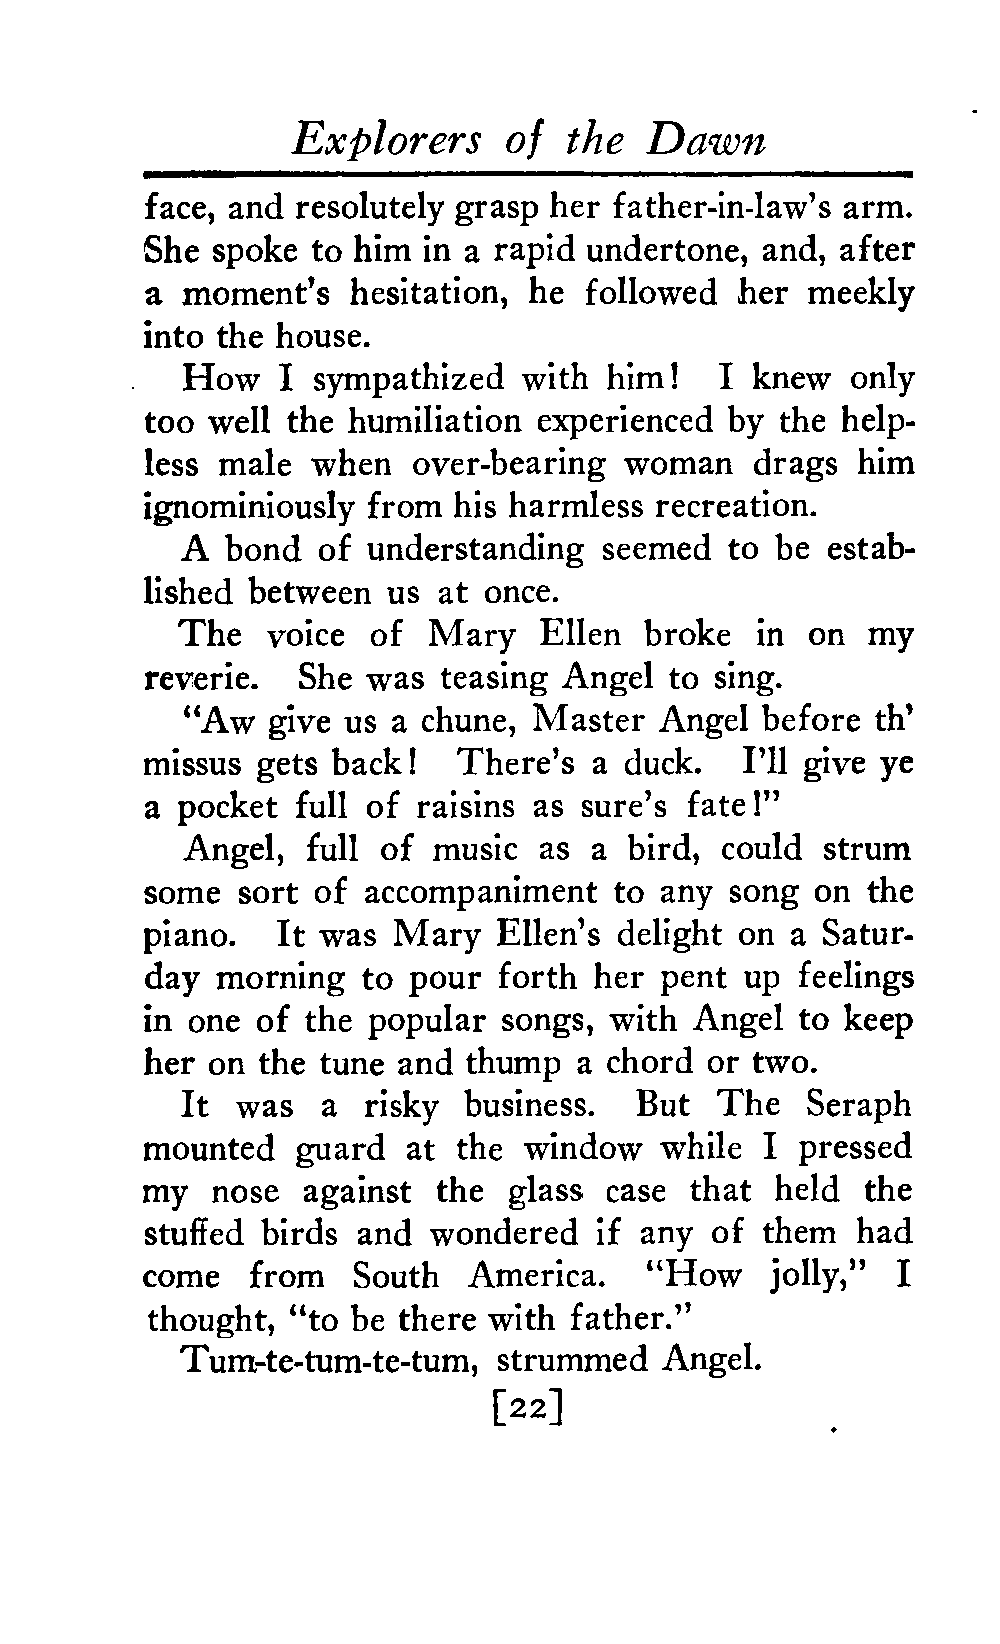 Explorers of the Dawn
face, and resolutely grasp her father-in-law's arm.
She spoke to him in a rapid undertone, and, after
a moment's hesitation, he followed her meekly
into the house.
How I sympathized with him! I knew only
too well the humiliation experienced by the help-
less male when over-bearing woman drags him
ignominiously from his harmless recreation.
A bond of understanding seemed to be estab-
lished between us at once.
The voice of Mary Ellen broke in on my
reverie. She was teasing Angel to sing.
"Aw give us a chune, Master Angel before th'
missus gets back! There's a duck. I'll give ye
a pocket full of raisins as sure's fate!"
Angel, full of music as a bird, could strum
some sort of accompaniment to any song on the
piano. It was Mary Ellen's delight on a Satur-
day morning to pour forth her pent up feelings
in one of the popular songs, with Angel to keep
her on the tune and thump a chord or two.
It was a risky business. But The Seraph
mounted guard at the window while I pressed
my nose against the glass case that held the
stuffed birds and wondered if any of them had
come from South America. "How jolly," I
thought, "to be there with father."
Tum-te-tum-te-tum, strummed Angel.
[22]